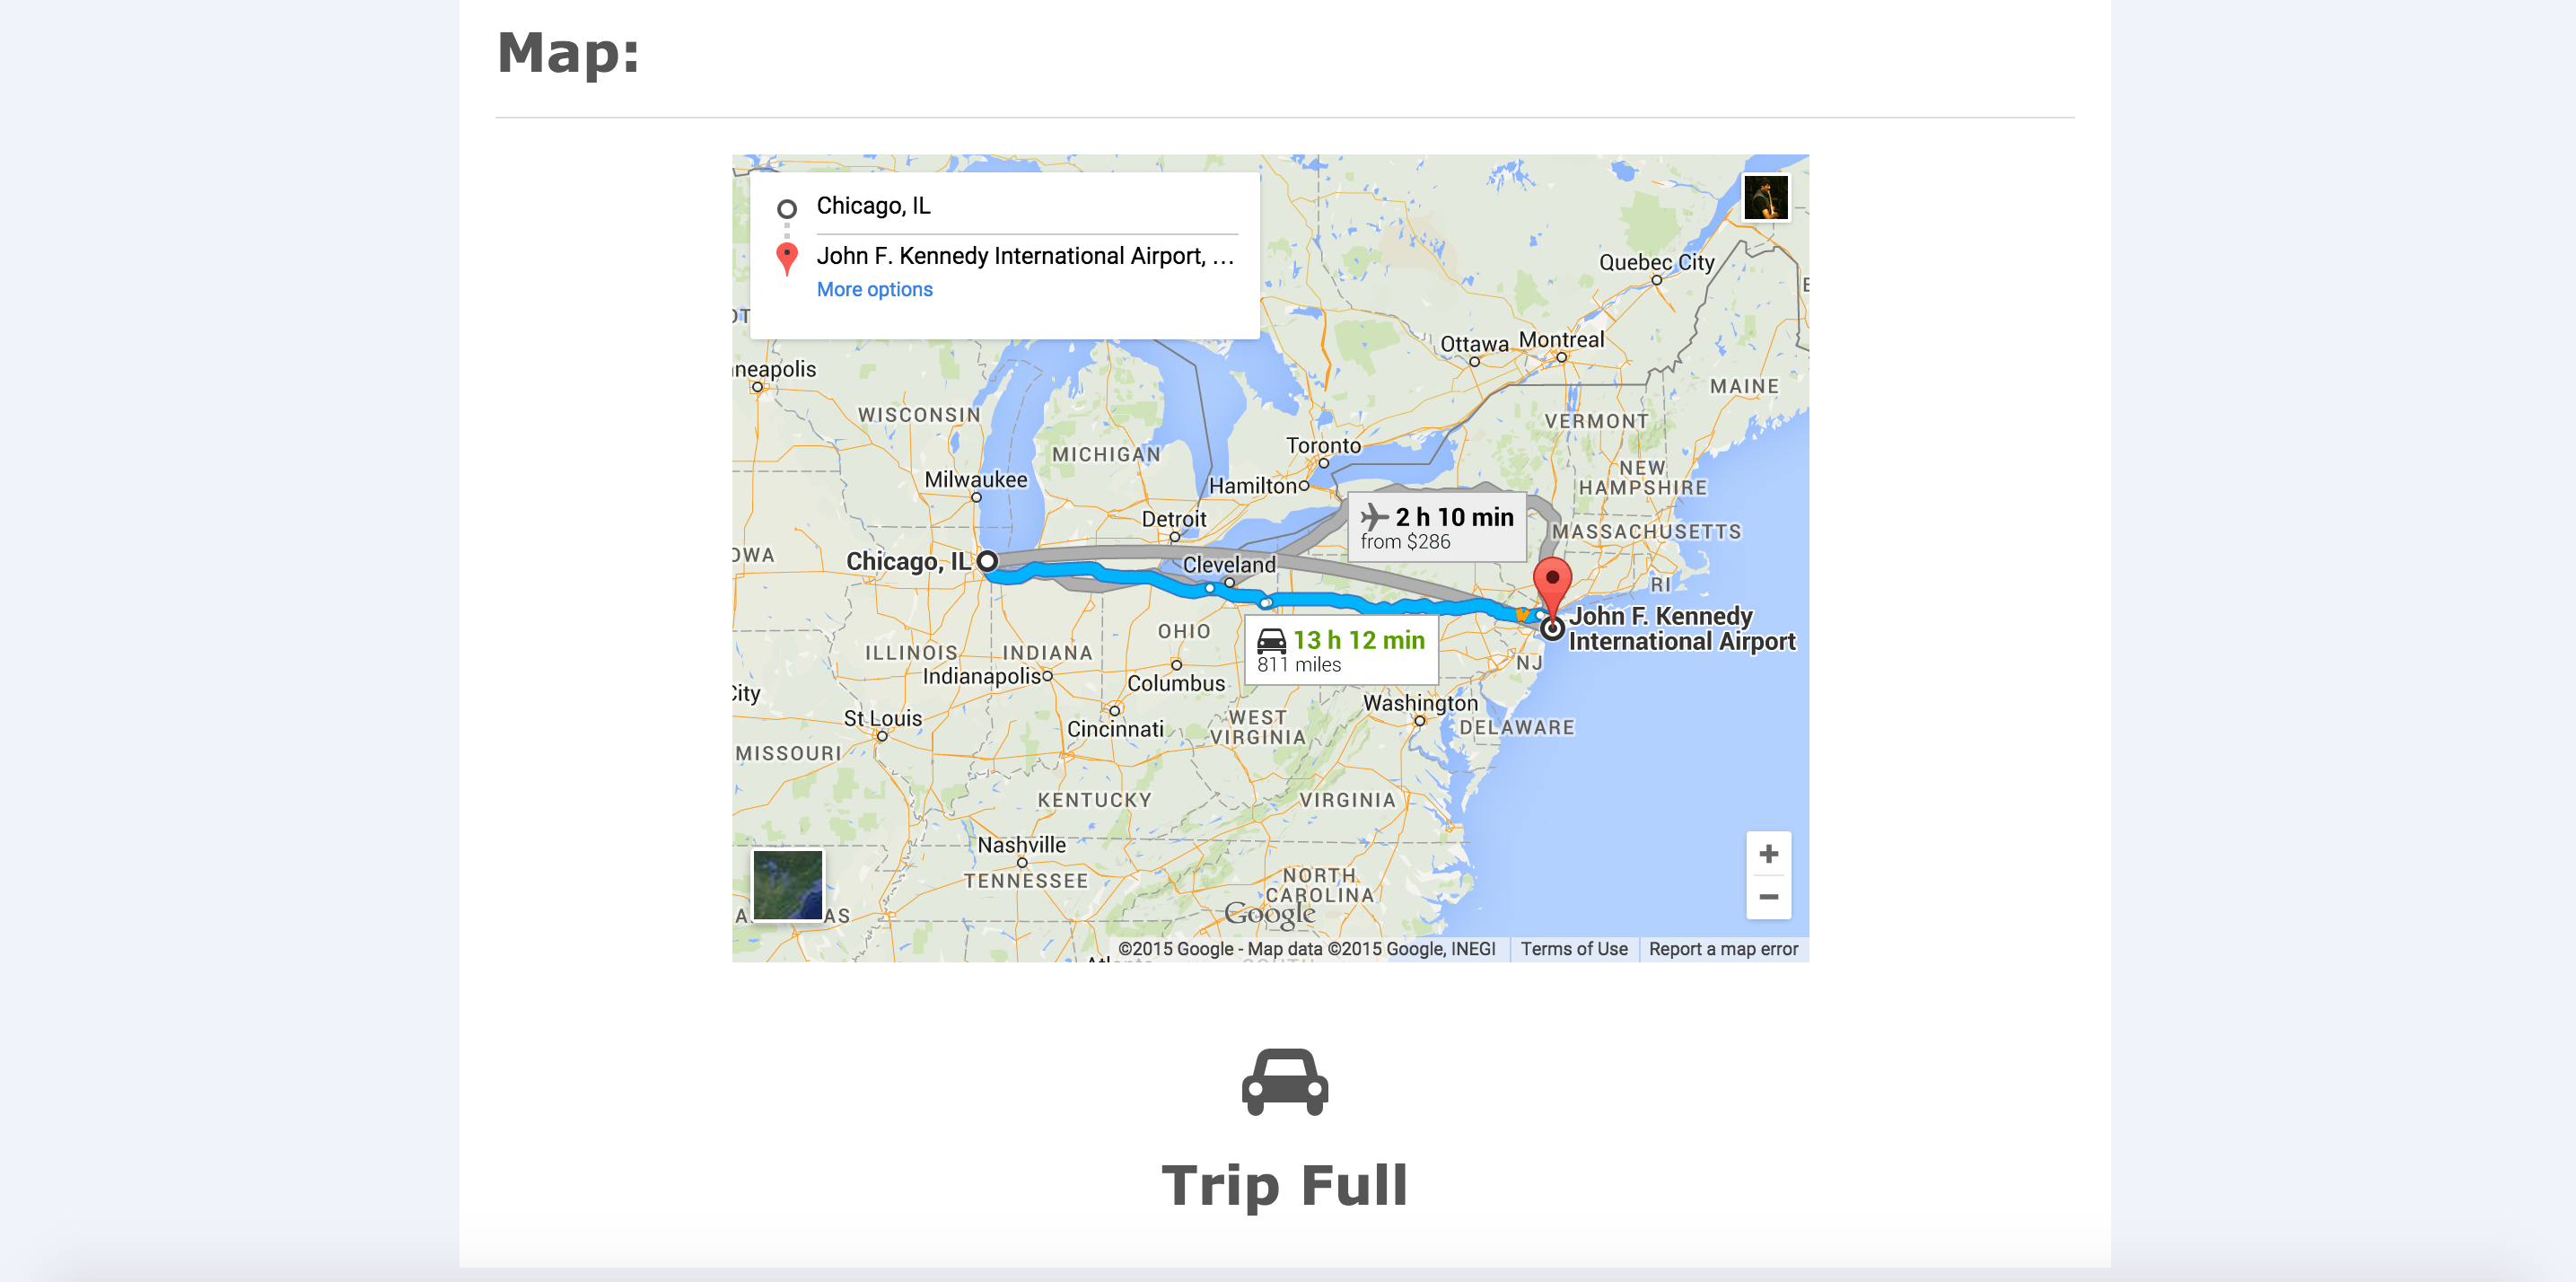 Map:
Chicago, IL
John F. Kennedy International Airport, ...
More options
Quebec City
Ottawa
Montreal
neapolis
MAINE
WISCONSIN
VERMONT
MICHIGAN
Toronto
Milwaukee
Hamilton
NEW
HAMPSHIRE
Detroit
2 h 10 min
from $286
MASSACHUSETTS
OWA
Chicago, IL
Cleveland
RI
John F. Kennedy
International Airport
OHIO
13 h 12 min
811 miles
ILLINOIS
INDIANA
NJ
Indianapolis
Columbus
City
Washington
St Louis
Cincinnati
WEST
VIRGINIA
DELAWARE
MISSOURI
KENTUCKY
VIRGINIA
Nashville
TENNESSEE
NORTH
CAROLINA
AS
Google
©2015 Google - Map data ©2015 Google, INEGI
Terms of Use
Report a map error
Trip Full